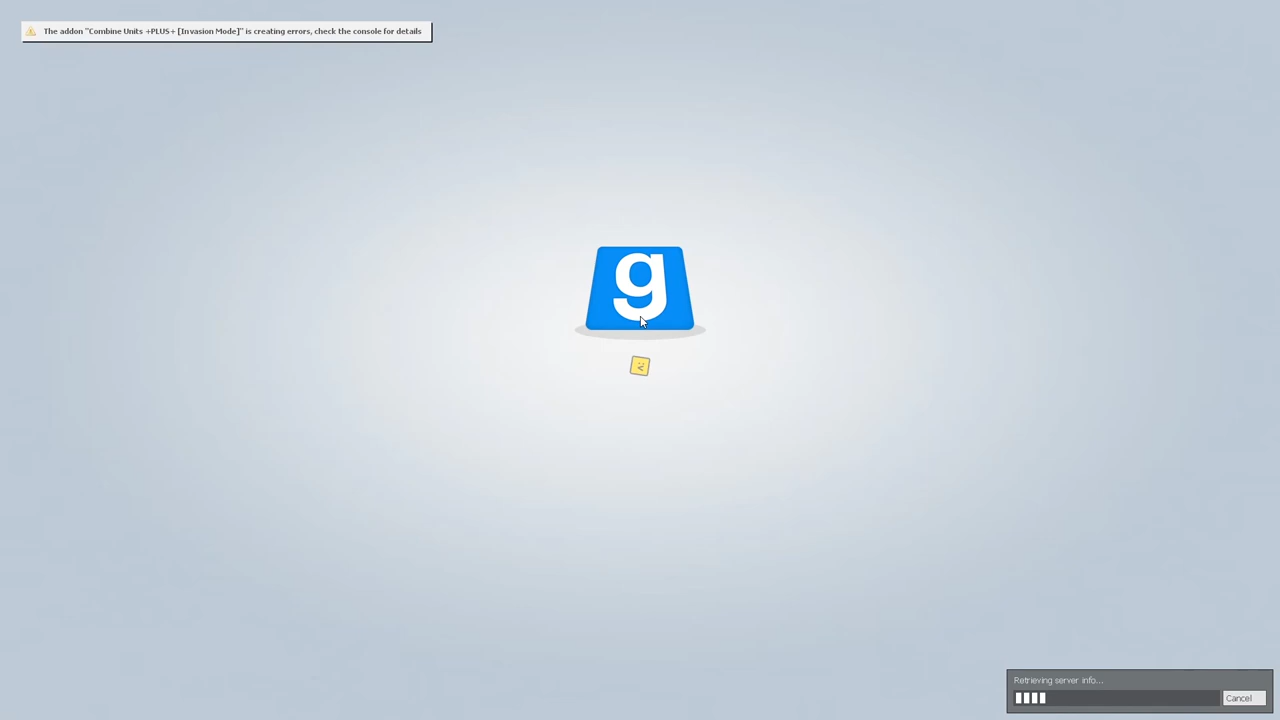 The addon "Combine Units +PLUS+ [Invasion Mode]" is creating errors, check the console for details
g
Retrieving server info...
Cancel